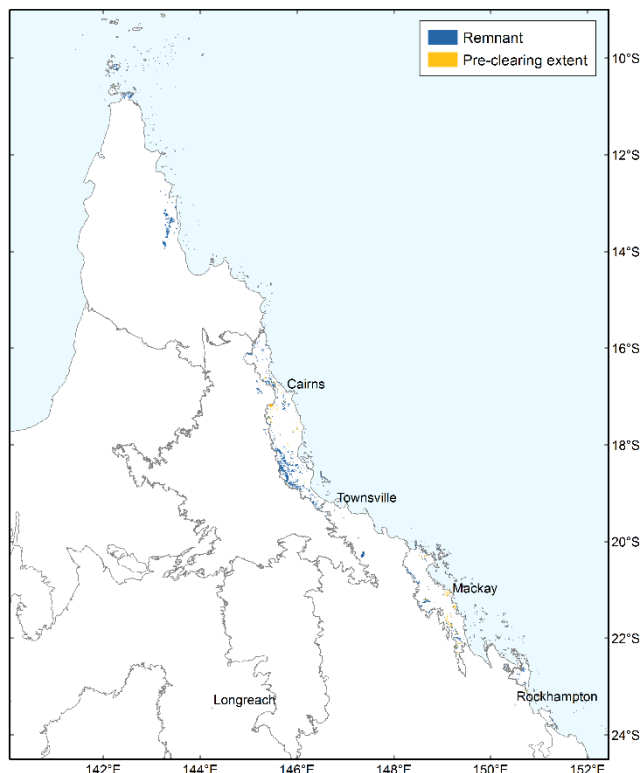 Remnant
Pre-clearing extent
10°S
12°S
14°S
16°S
Cairns
18°S
Townsville
20°S
Mackay
22°S
Longreach
Rockhampton
24°S
142°E
144°E
146°E
148°E
150°E
152°E